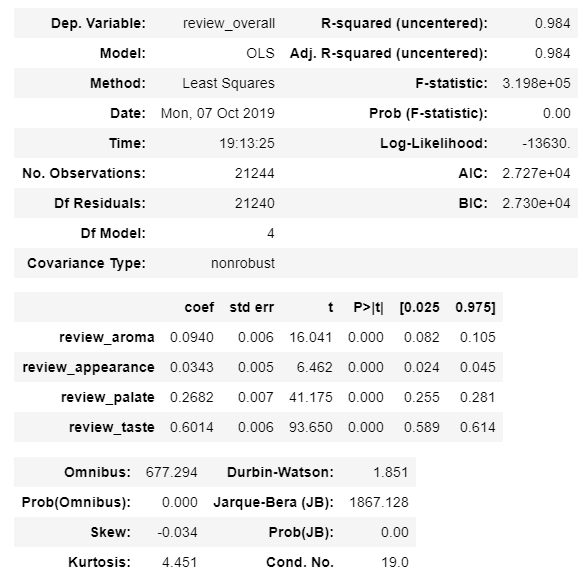 Dep. Variable: review_overall R-squared (uncentered): 0.984
Model: OLS Adj. R-squared (uncentered): 0.984
Method: Least Squares F-statistic: 3.198e+05
Date: Mon, 07 Oct 2019 Prob (F-statistic): 0.00
Time: 19:13:25 Log-Likelihood: -13630.
No. Observations: 21244 AIC: 2.727e+04
Df Residuals: 21240 BIC: 2.730e+04
Df Model: 4
Covariance Type: nonrobust
coef std err t P>|t| [0.025 0.975]
review_aroma 0.0940 0.006 16.041 0.000 0.082 0.105
review_appearance 0.0343 0.005 6.462 0.000 0.024 0.045
review_palate 0.2682 0.007 41.175 0.000 0.255 0.281
review_taste 0.6014 0.006 93.650 0.000 0.589 0.614
Omnibus: 677.294 Durbin-Watson: 1.851
Prob(Omnibus): 0.000 Jarque-Bera (JB): 1867.128
Skew: -0.034 Prob(JB): 0.00
Kurtosis: 4.451 Cond. No. 19.0